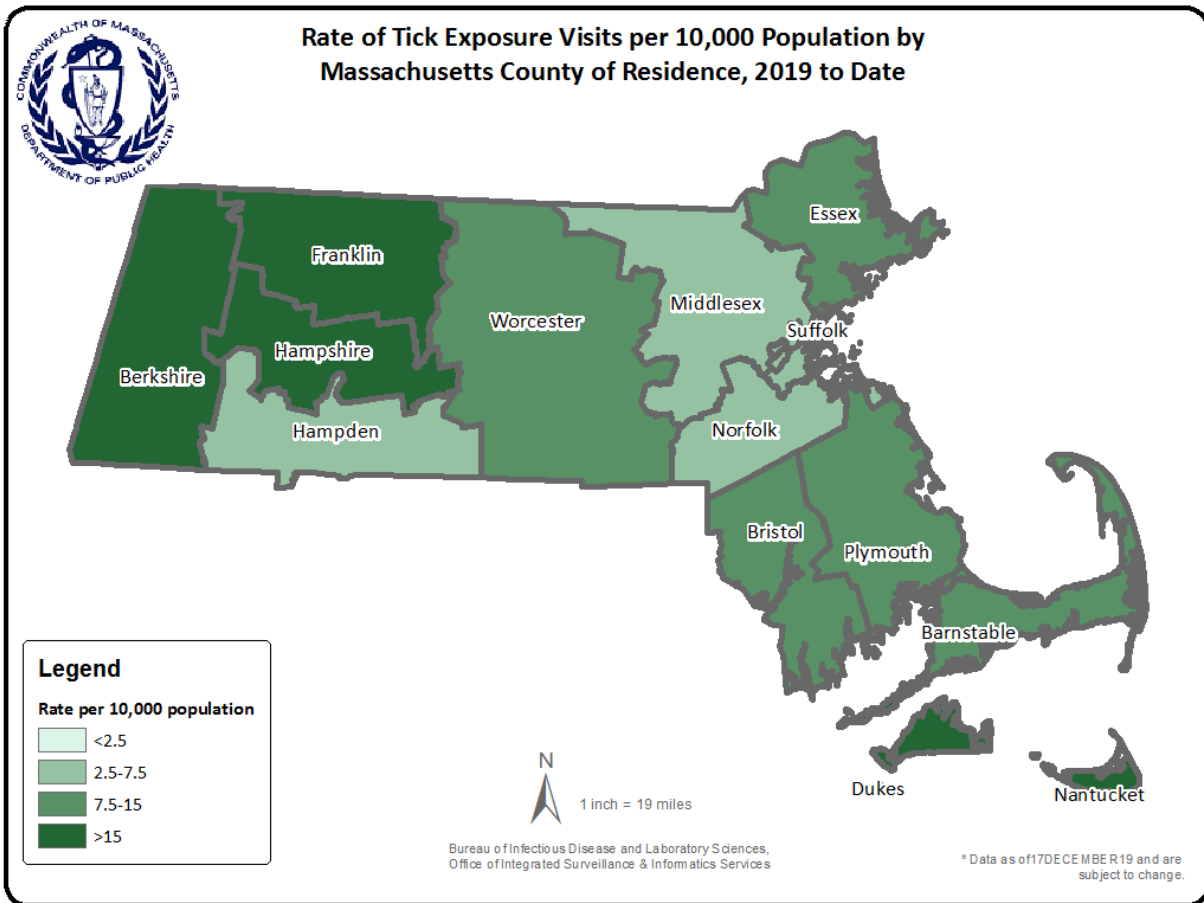 COMMONWEALTH OF MASSACHUSETTS
DEPARTMENT OF PUBLIC HEALTH
Rate of Tick Exposure Visits per 10,000 Population by
Massachusetts County of Residence, 2019 to Date
Essex
Franklin
Middlesex
Worcester
Suffolk
Hampshire
Berkshire
Hampden
Norfolk
Bristol
Plymouth
Barnstable
Dukes
Nantucket
Legend
Rate per 10,000 population
<2.5
2.5-7.5
7.5-15
>15
N
1 inch = 19 miles
Bureau of Infectious Disease and Laboratory Sciences,
Office of Integrated Surveillance & Informatics Services
* Data as of17DECEMBER19 and are
subject to change.